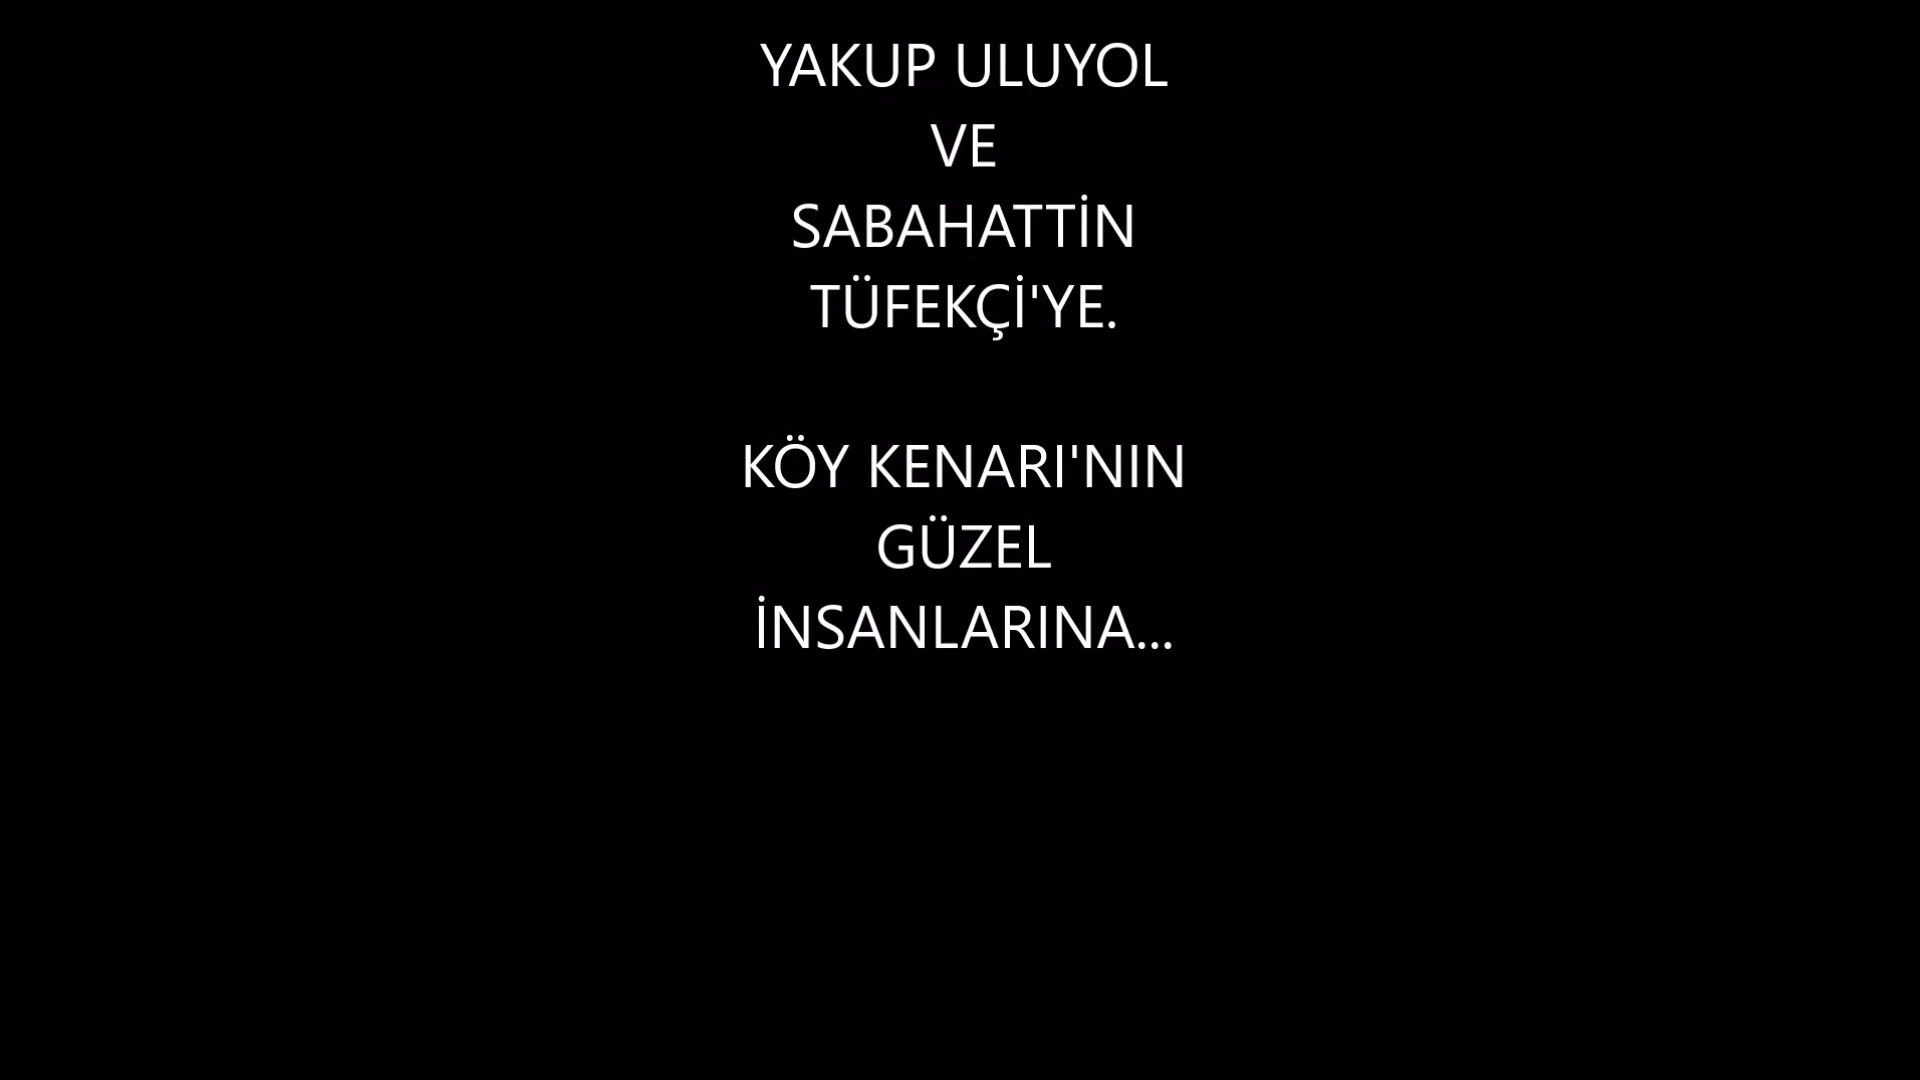 YAKUP ULUYOL
VE
SABAHATTİN
TÜFEKÇİ'YE.
KÖY KENARI'NIN
GÜZEL
İNSANLARINA...